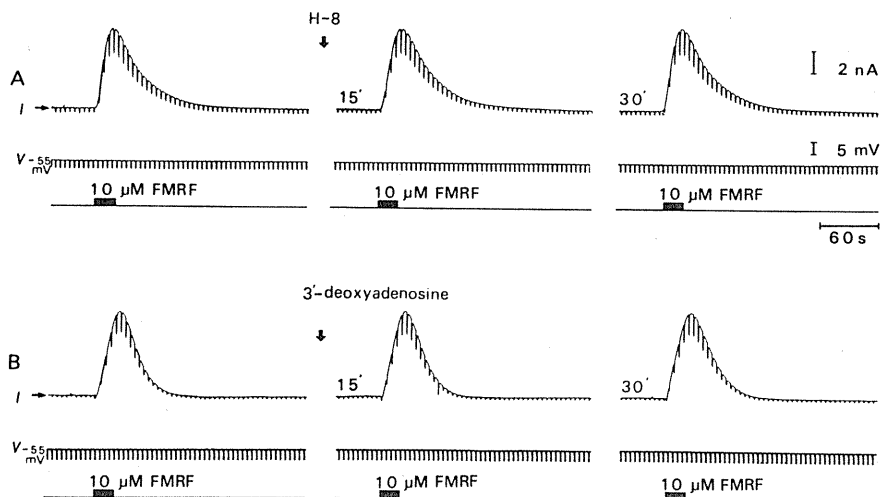 H-8
A
15'
30'
2 nA
I
V-55
mV
5 mV
10 µM FMRF
10 µM FMRF
10 µM FMRF
60 s
3'-deoxyadenosine
B
15'
30'
I
V-55
mV
10 µM FMRF
10 µM FMRF
10 µM FMRF